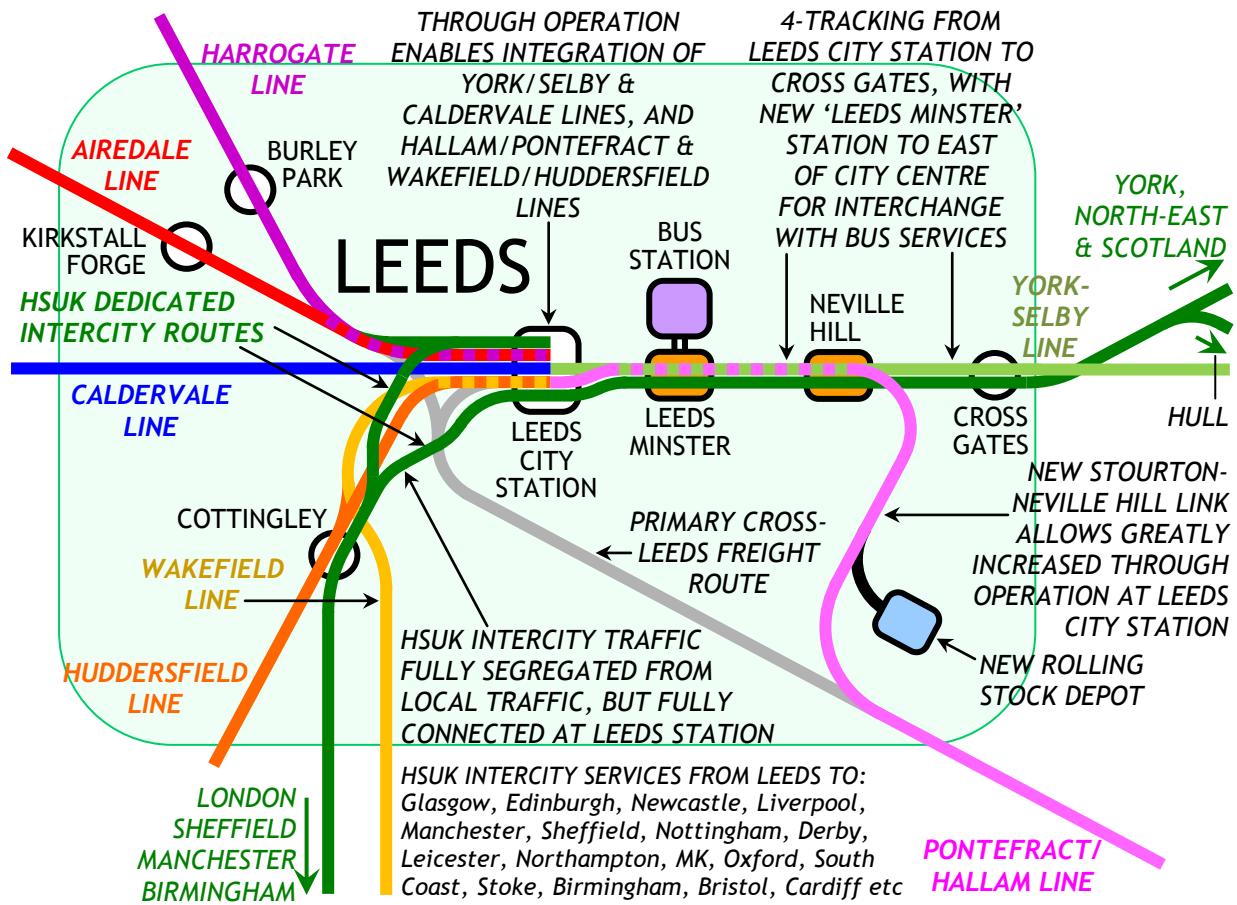 THROUGH OPERATION
ENABLES INTEGRATION OF
YORK/SELBY &
CALDERVALE LINES, AND
HALLAM/PONTEFRACT &
WAKEFIELD/HUDDERSFIELD
LINES
4-TRACKING FROM
LEEDS CITY STATION TO
CROSS GATES, WITH
NEW ‘LEEDS MINSTER’
STATION TO EAST
OF CITY CENTRE
FOR INTERCHANGE
WITH BUS SERVICES
HARROGATE
LINE
AIREDALE
LINE
BURLEY
PARK
KIRKSTALL
FORGE
LEEDS
BUS
STATION
YORK,
NORTH-EAST
& SCOTLAND
HSUK DEDICATED
INTERCITY ROUTES
NEVILLE
HILL
YORK-
SELBY
LINE
CALDERVALE
LINE
LEEDS
CITY
STATION
LEEDS
MINSTER
CROSS
GATES
HULL
COTTINGLEY
WAKEFIELD
LINE
PRIMARY CROSS-
LEEDS FREIGHT
ROUTE
NEW STOURTON-
NEVILLE HILL LINK
ALLOWS GREATLY
INCREASED THROUGH
OPERATION AT LEEDS
CITY STATION
HUDDERSFIELD
LINE
HSUK INTERCITY TRAFFIC
FULLY SEGREGATED FROM
LOCAL TRAFFIC, BUT FULLY
CONNECTED AT LEEDS STATION
NEW ROLLING
STOCK DEPOT
LONDON
SHEFFIELD
MANCHESTER
BIRMINGHAM
HSUK INTERCITY SERVICES FROM LEEDS TO:
Glasgow, Edinburgh, Newcastle, Liverpool,
Manchester, Sheffield, Nottingham, Derby,
Leicester, Northampton, MK, Oxford, South
Coast, Stoke, Birmingham, Bristol, Cardiff etc
PONTEFRACT/
HALLAM LINE